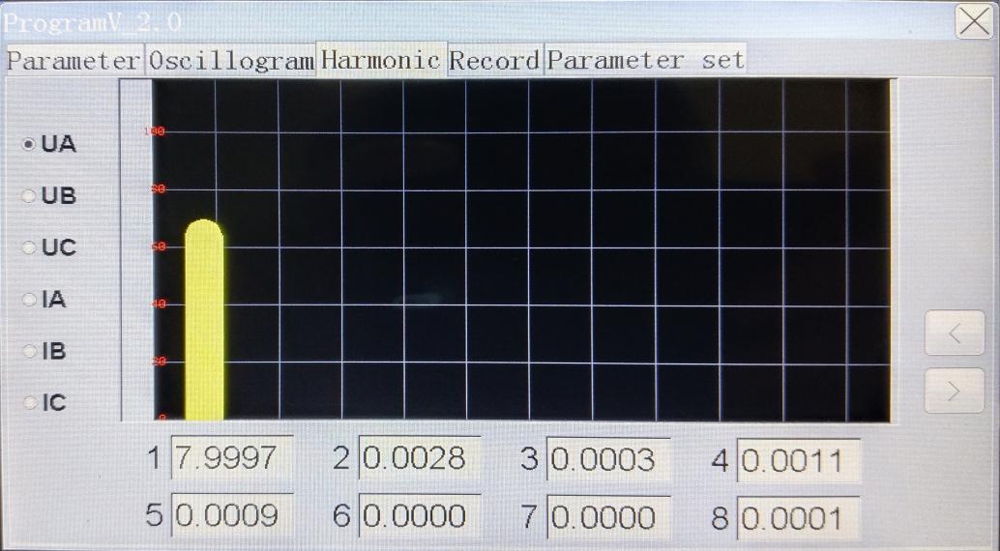 ProgramV_2.0
Parameter Oscillogram Harmonic Record Parameter set
100
UA
80
UB
60
UC
40
IA
20
IB
0
IC
<
>
1 7.9997 2 0.0028 3 0.0003 4 0.0011
5 0.0009 6 0.0000 7 0.0000 8 0.0001